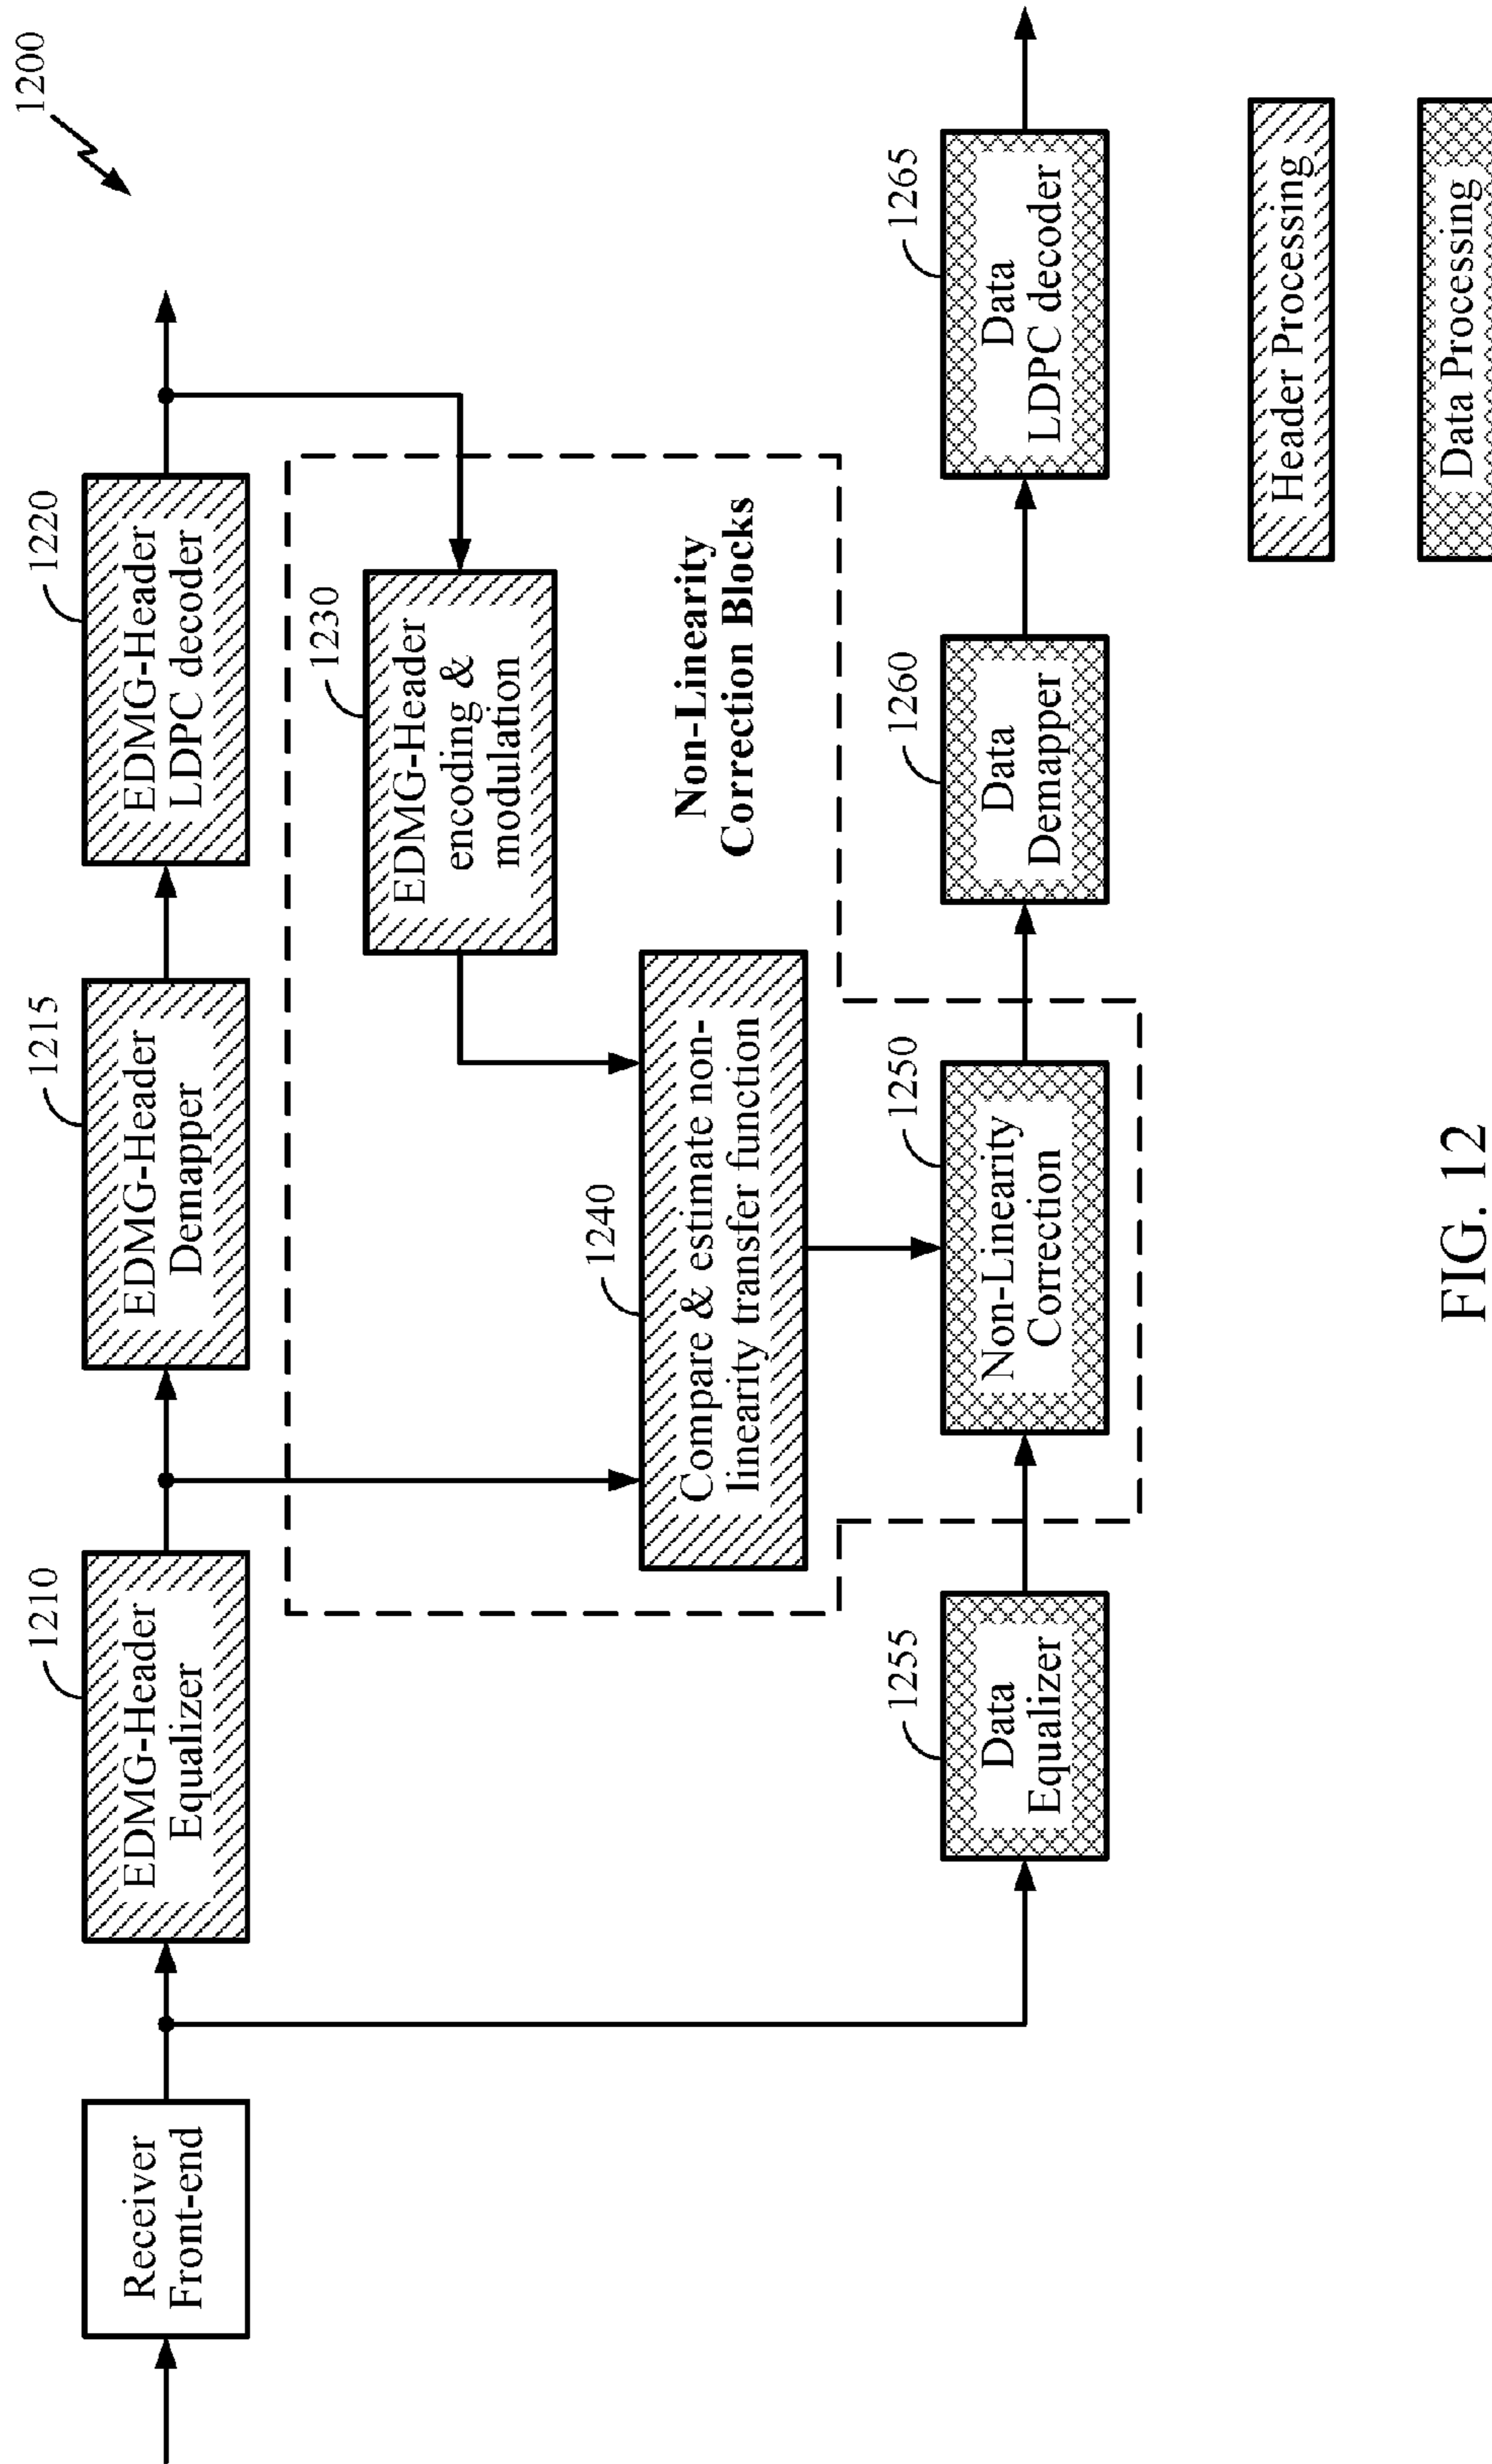 1200
Receiver
Front-end
1210
EDMG-Header
Equalizer
1215
EDMG-Header
Demapper
1220
EDMG-Header
LDPC decoder
1230
EDMG-Header
encoding &
modulation
1240
Compare & estimate non-
linearity transfer function
Non-Linearity
Correction Blocks
1255
Data
Equalizer
1250
Non-Linearity
Correction
1260
Data
Demapper
1265
Data
LDPC decoder
Header Processing
Data Processing
FIG. 12